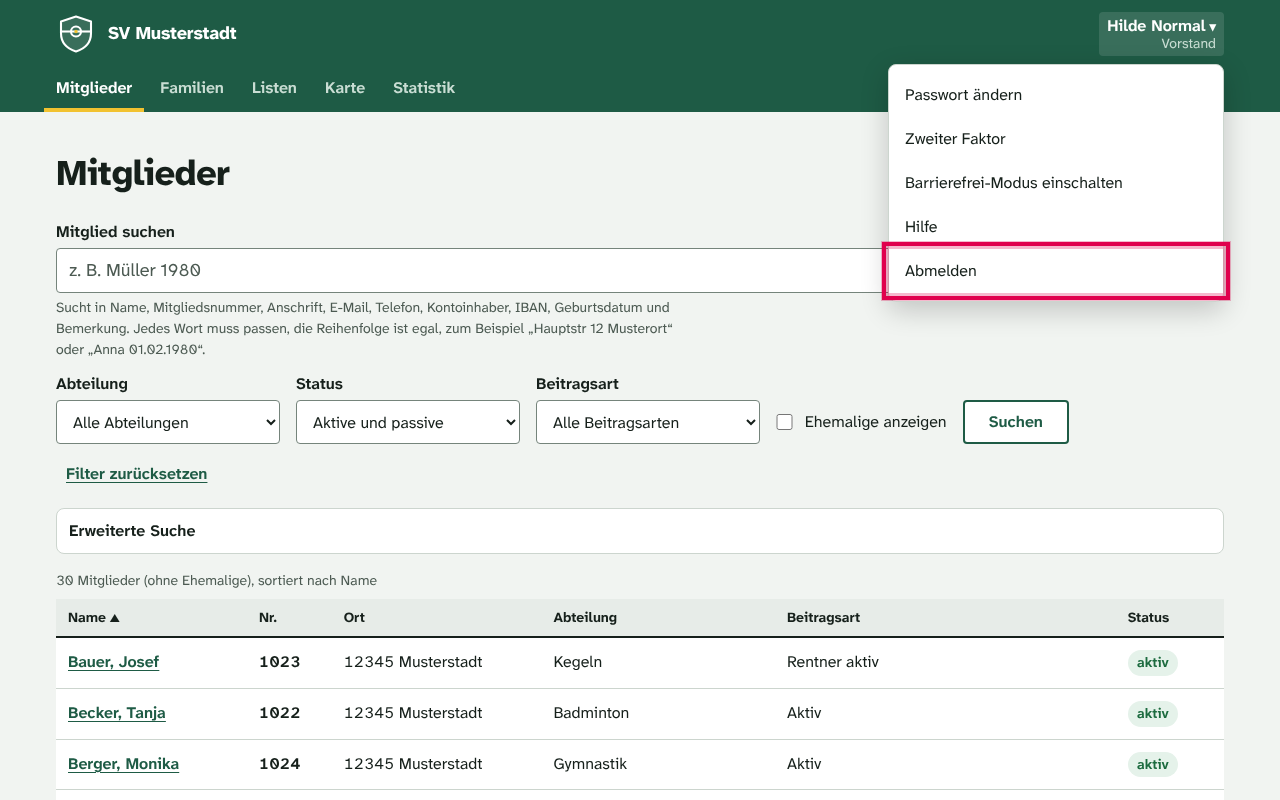 SV Musterstadt
Hilde Normal ▾
Vorstand
Mitglieder Familien Listen Karte Statistik
Passwort ändern
Zweiter Faktor
Barrierefrei-Modus einschalten
Hilfe
Abmelden
Mitglieder
Mitglied suchen
z. B. Müller 1980
Sucht in Name, Mitgliedsnummer, Anschrift, E-Mail, Telefon, Kontoinhaber, IBAN, Geburtsdatum und
Bemerkung. Jedes Wort muss passen, die Reihenfolge ist egal, zum Beispiel „Hauptstr 12 Musterort“
oder „Anna 01.02.1980“.
Abteilung Status Beitragsart
Alle Abteilungen Aktive und passive Alle Beitragsarten Ehemalige anzeigen Suchen
Filter zurücksetzen
Erweiterte Suche
30 Mitglieder (ohne Ehemalige), sortiert nach Name
Name ▲ Nr. Ort Abteilung Beitragsart Status
Bauer, Josef 1023 12345 Musterstadt Kegeln Rentner aktiv aktiv
Becker, Tanja 1022 12345 Musterstadt Badminton Aktiv aktiv
Berger, Monika 1024 12345 Musterstadt Gymnastik Aktiv aktiv